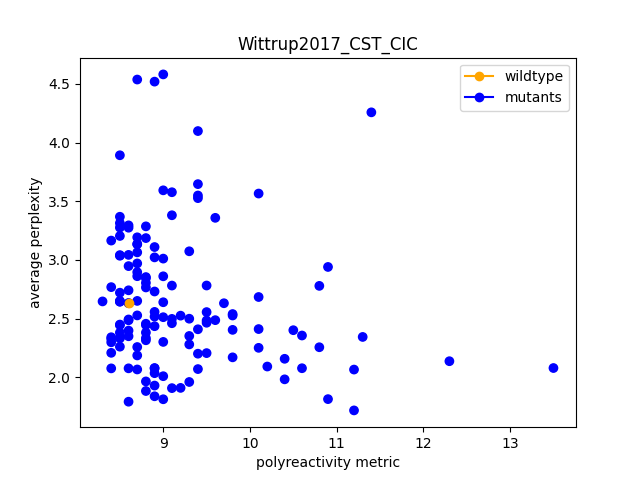 Wittrup2017_CST_CIC
wildtype
mutants
4.5
4.0
3.5
3.0
2.5
2.0
average perplexity
9 10 11 12 13
polyreactivity metric